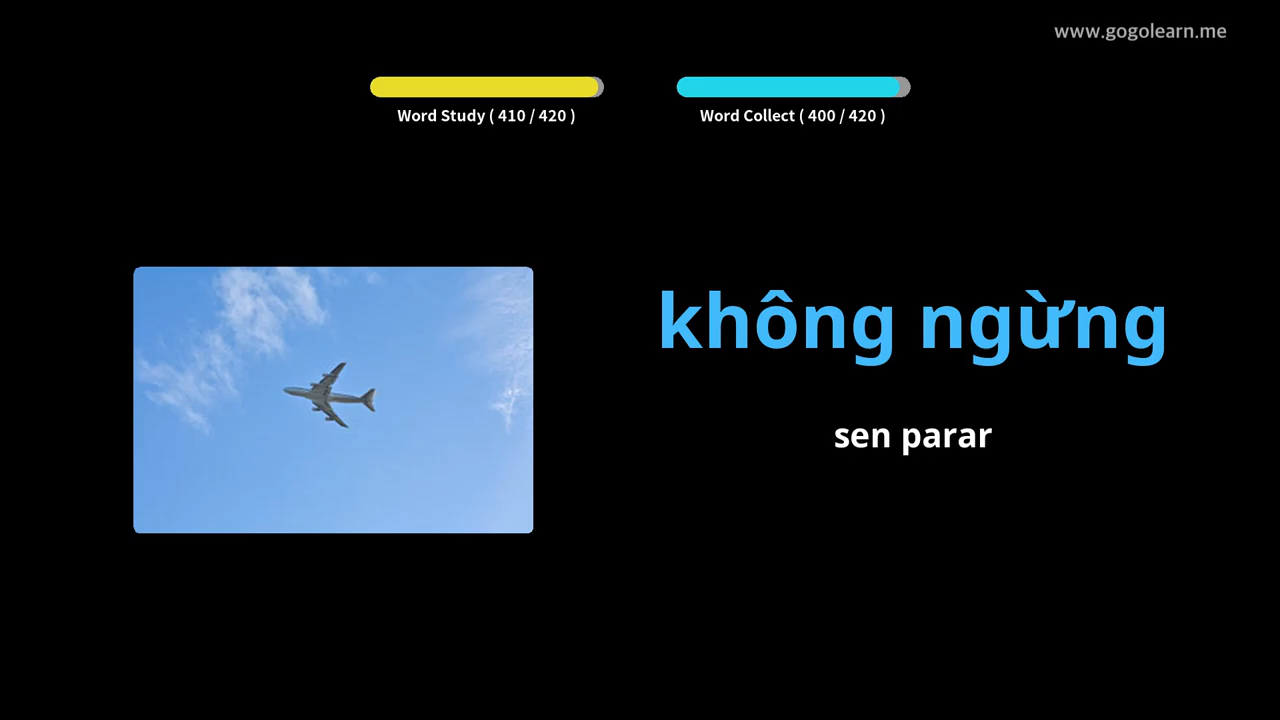 www.gogolearn.me
Word Study ( 410 / 420 )
Word Collect ( 400 / 420 )
không ngừng
sen parar